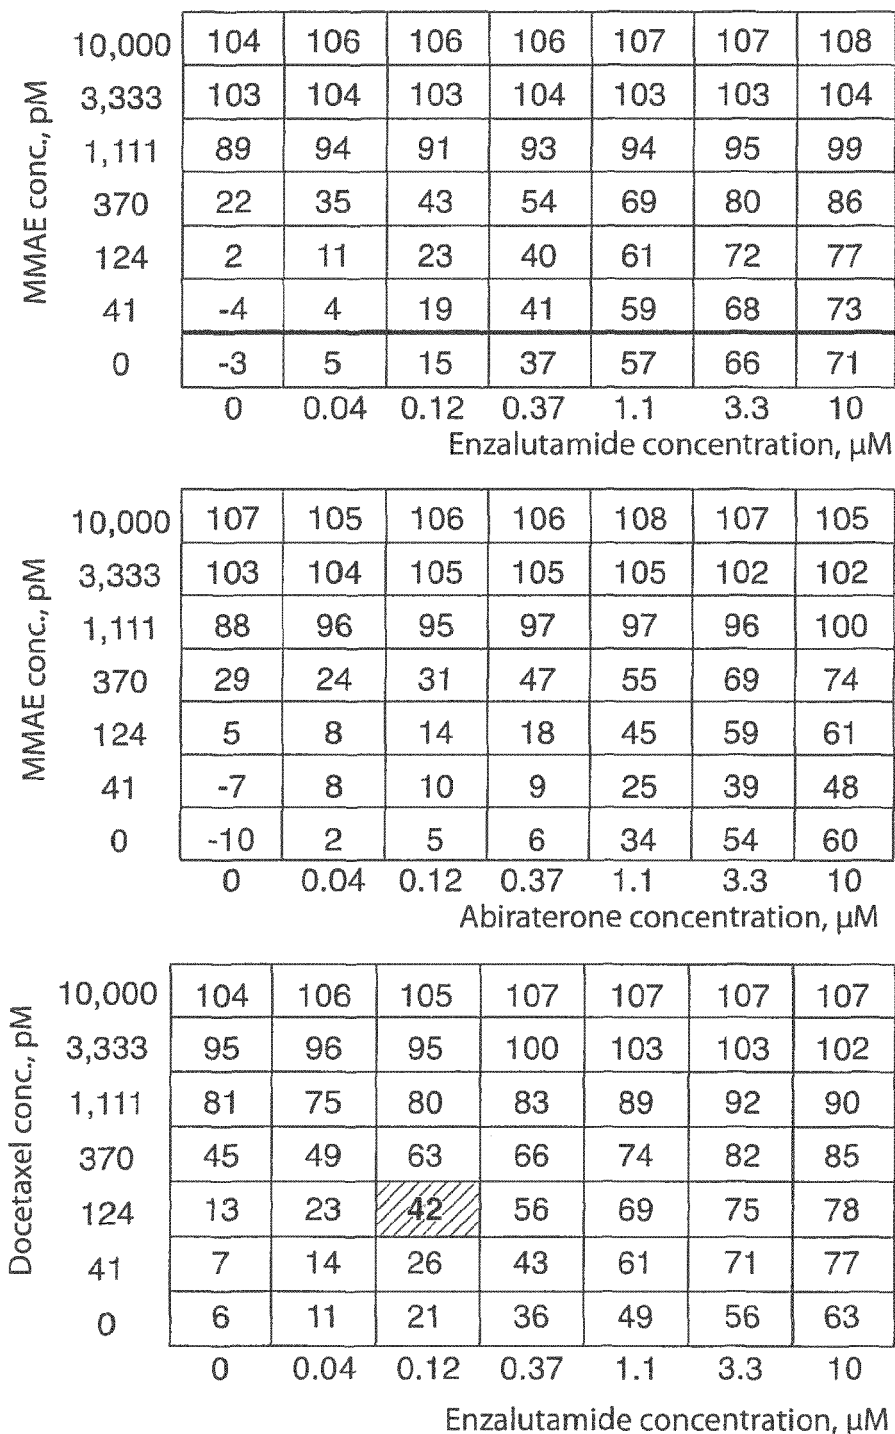 MMAE conc., pM
10,000 104 106 106 106 107 107 108
3,333 103 104 103 104 103 103 104
1,111 89 94 91 93 94 95 99
370 22 35 43 54 69 80 86
124 2 11 23 40 61 72 77
41 -4 4 19 41 59 68 73
0 -3 5 15 37 57 66 71
0 0.04 0.12 0.37 1.1 3.3 10
Enzalutamide concentration, µM
MMAE conc., pM
10,000 107 105 106 106 108 107 105
3,333 103 104 105 105 105 102 102
1,111 88 96 95 97 97 96 100
370 29 24 31 47 55 69 74
124 5 8 14 18 45 59 61
41 -7 8 10 9 25 39 48
0 -10 2 5 6 34 54 60
0 0.04 0.12 0.37 1.1 3.3 10
Abiraterone concentration, µM
Docetaxel conc., pM
10,000 104 106 105 107 107 107 107
3,333 95 96 95 100 103 103 102
1,111 81 75 80 83 89 92 90
370 45 49 63 66 74 82 85
124 13 23 42 56 69 75 78
41 7 14 26 43 61 71 77
0 6 11 21 36 49 56 63
0 0.04 0.12 0.37 1.1 3.3 10
Enzalutamide concentration, µM